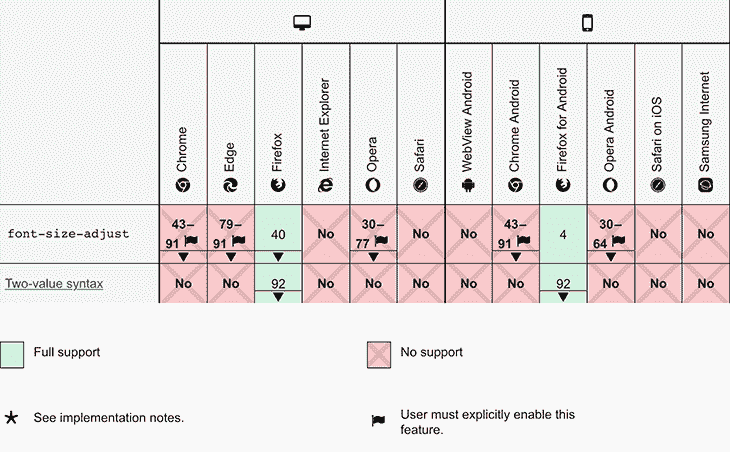 Chrome
Edge
Firefox
Internet Explorer
Opera
Safari
WebView Android
Chrome Android
Firefox for Android
Opera Android
Safari on iOS
Samsung Internet
font-size-adjust 43–91 79–91 40 No 30–77 No No 43–91 4 30–64 No No
Two-value syntax No No 92 No No No No No 92 No No No
Full support
No support
* See implementation notes.
User must explicitly enable this
feature.